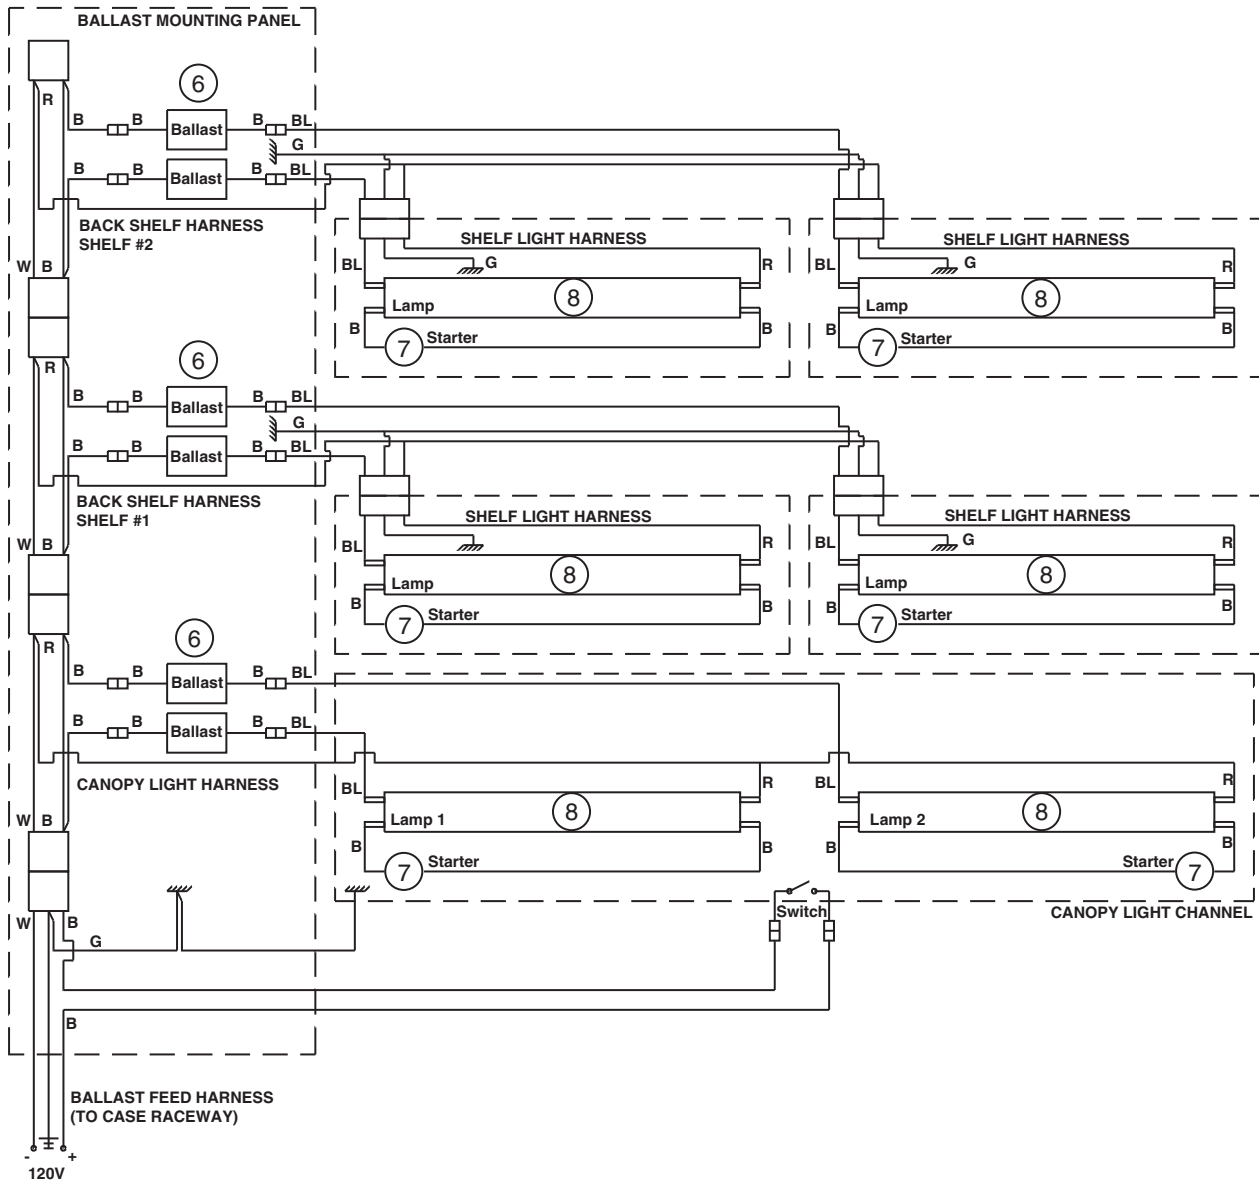 BALLAST MOUNTING PANEL
6
R
B
B
Ballast
B
BL
G
B
B
Ballast
B
BL
BACK SHELF HARNESS
SHELF #2
W
B
SHELF LIGHT HARNESS
BL
G
R
Lamp
8
B
7
Starter
B
SHELF LIGHT HARNESS
BL
G
R
Lamp
8
B
7
Starter
B
6
R
B
B
Ballast
B
BL
G
B
B
Ballast
B
BL
BACK SHELF HARNESS
SHELF #1
W
B
SHELF LIGHT HARNESS
BL
R
Lamp
8
B
7
Starter
B
SHELF LIGHT HARNESS
BL
G
R
Lamp
8
B
7
Starter
B
6
R
B
B
Ballast
B
BL
B
B
Ballast
B
BL
CANOPY LIGHT HARNESS
W
B
BL
R
Lamp 1
8
B
7
Starter
B
BL
R
Lamp 2
8
B
Starter
7
B
Switch
CANOPY LIGHT CHANNEL
W
B
G
B
BALLAST FEED HARNESS
(TO CASE RACEWAY)
- +
120V